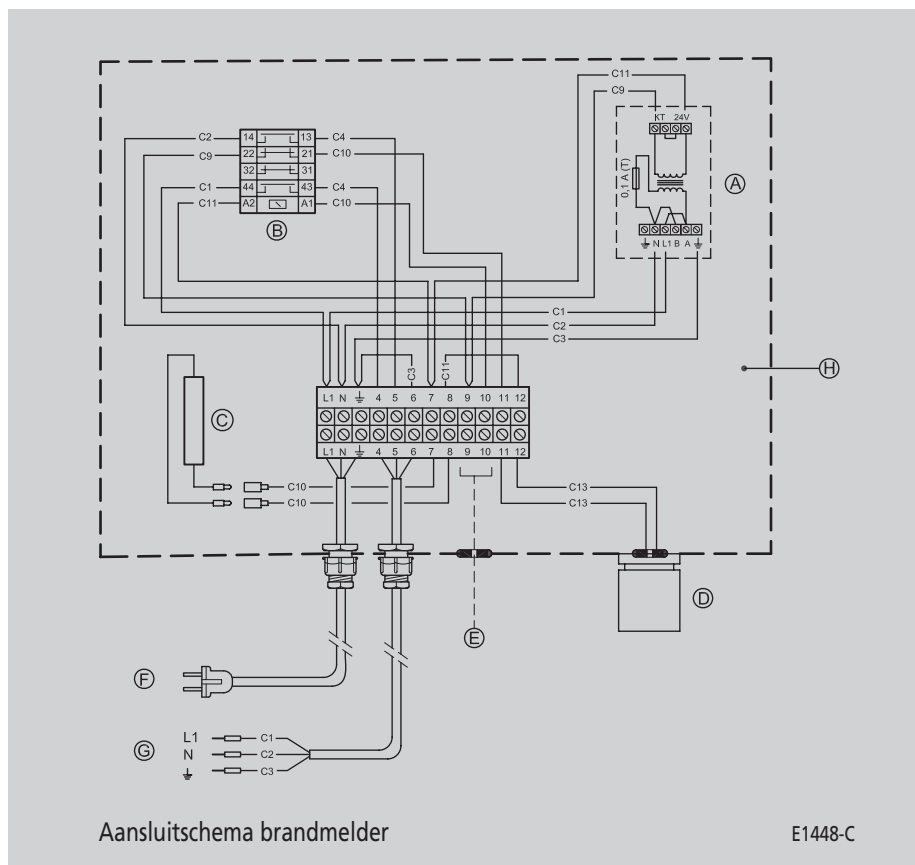 C11
C9
KT 24V
C2 14 13 C4
C9 22 21 C10
32 31
C1 44 43 C4
C11 A2 A1 C10
B
0,1 A (T)
A
N L1 B A
C1
C2
C3
H
C3
C11
L1 N 4 5 6 7 8 9 10 11 12
C
L1 N 4 5 6 7 8 9 10 11 12
C10
C10
C13
C13
D
E
F
G
L1 C1
N C2
C3
Aansluitschema brandmelder
E1448-C